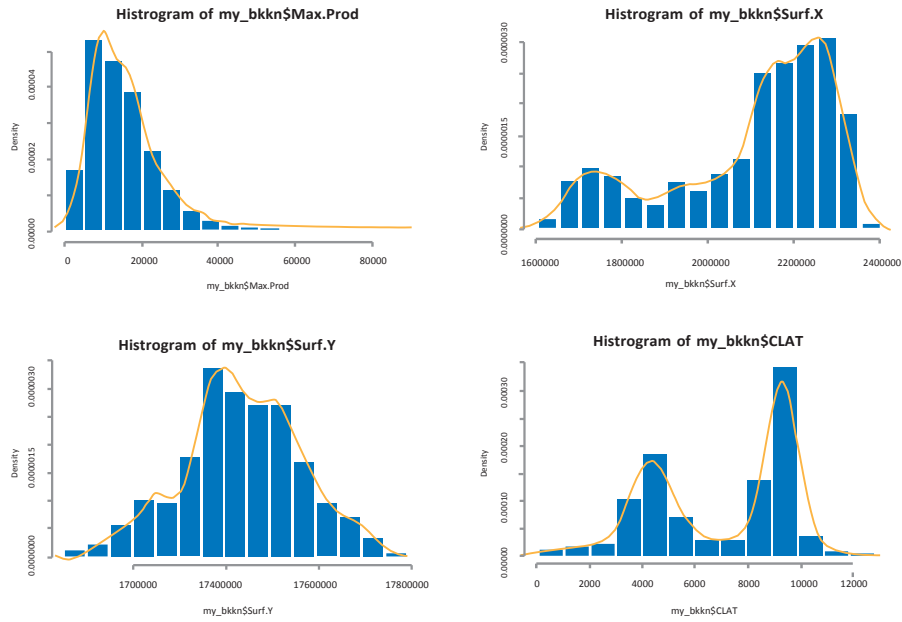 Histrogram of my_bkkn$Max.Prod
Density
0.00004
0.00002
0.00000
0
20000
40000
60000
80000
my_bkkn$Max.Prod
Histrogram of my_bkkn$Surf.X
Density
0.0000030
0.0000015
0.0000000
1600000
1800000
2000000
2200000
2400000
my_bkkn$Surf.X
Histrogram of my_bkkn$Surf.Y
Density
0.0000030
0.0000015
0.0000000
1700000
17400000
17600000
17800000
my_bkkn$Surf.Y
Histrogram of my_bkkn$CLAT
Density
0.00030
0.00020
0.00010
0.00000
0
2000
4000
6000
8000
10000
12000
my_bkkn$CLAT